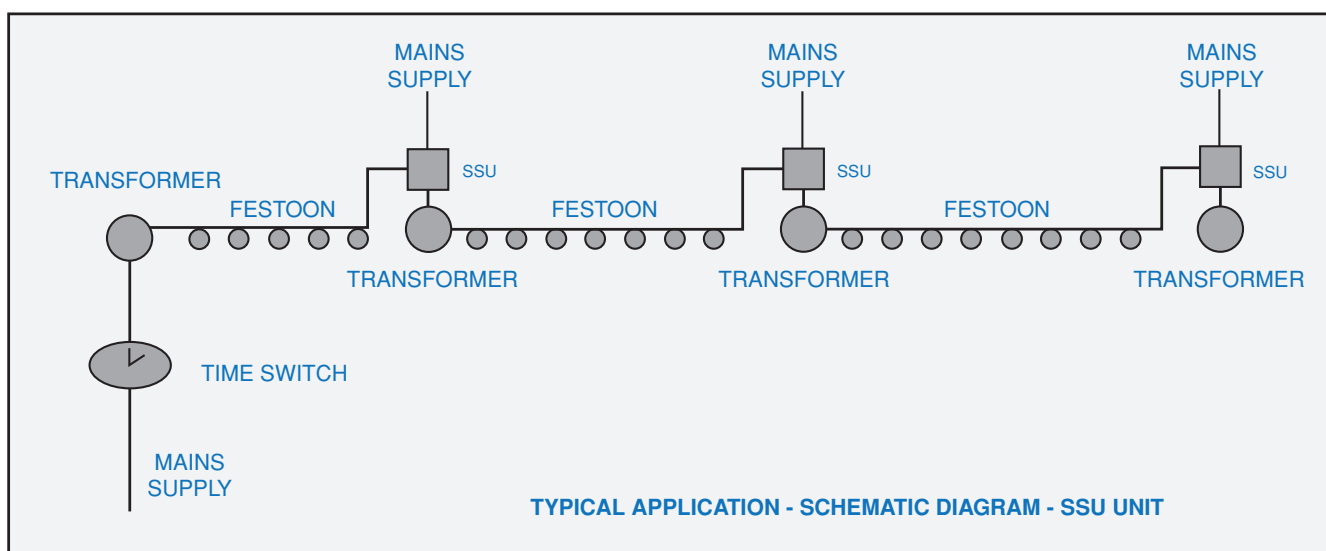 MAINS
SUPPLY
MAINS
SUPPLY
MAINS
SUPPLY
TRANSFORMER
SSU
SSU
SSU
FESTOON
FESTOON
FESTOON
TRANSFORMER
TRANSFORMER
TRANSFORMER
TIME SWITCH
MAINS
SUPPLY
TYPICAL APPLICATION - SCHEMATIC DIAGRAM - SSU UNIT